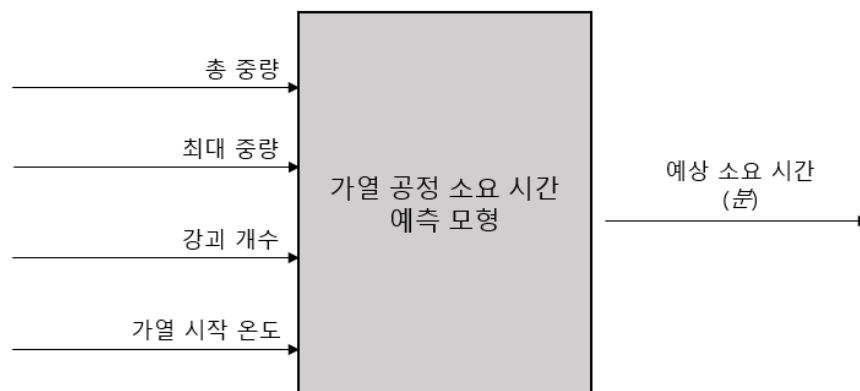 총 중량
최대 중량
강괴 개수
가열 시작 온도
가열 공정 소요 시간
예측 모형
예상 소요 시간
(분)